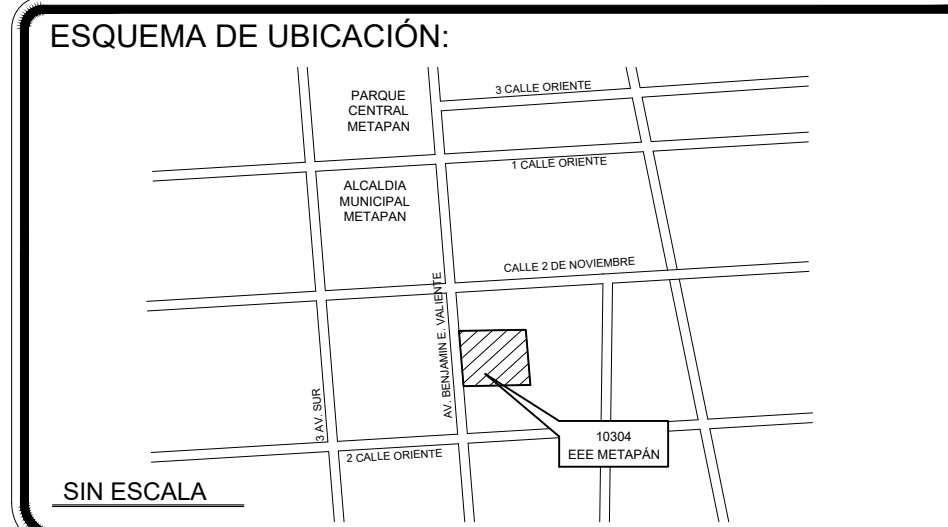 ESQUEMA DE UBICACIÓN:
PARQUE
CENTRAL
METAPAN
3 CALLE ORIENTE
1 CALLE ORIENTE
ALCALDIA
MUNICIPAL
METAPAN
CALLE 2 DE NOVIEMBRE
AV. BENJAMIN E. VALIENTE
3 AV. SUR
10304
EEE METAPÁN
2 CALLE ORIENTE
SIN ESCALA